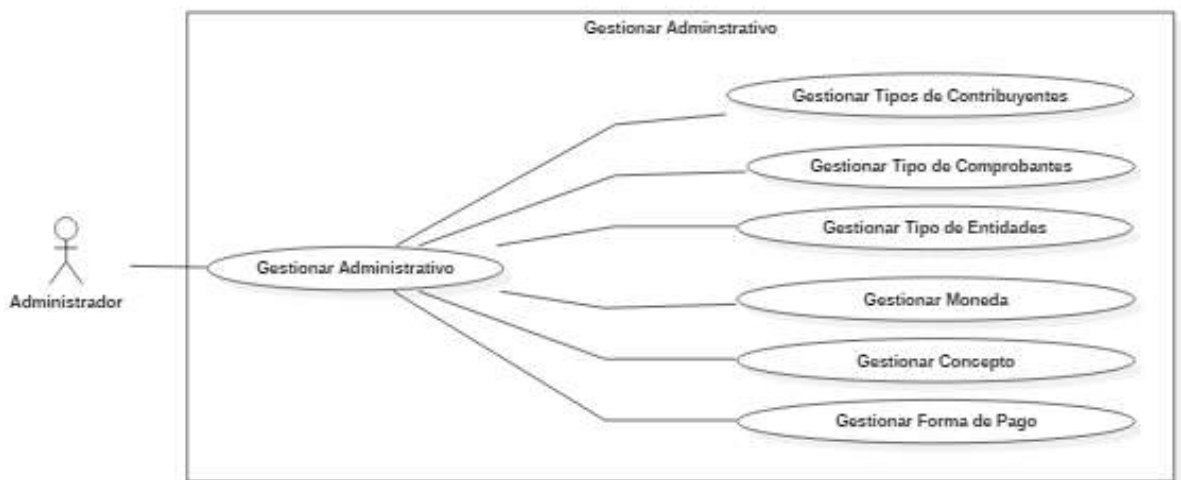 Gestionar Adminstrativo
Gestionar Tipos de Contribuyentes
Gestionar Tipo de Comprobantes
Gestionar Tipo de Entidades
Gestionar Administrativo
Administrador
Gestionar Moneda
Gestionar Concepto
Gestionar Forma de Pago